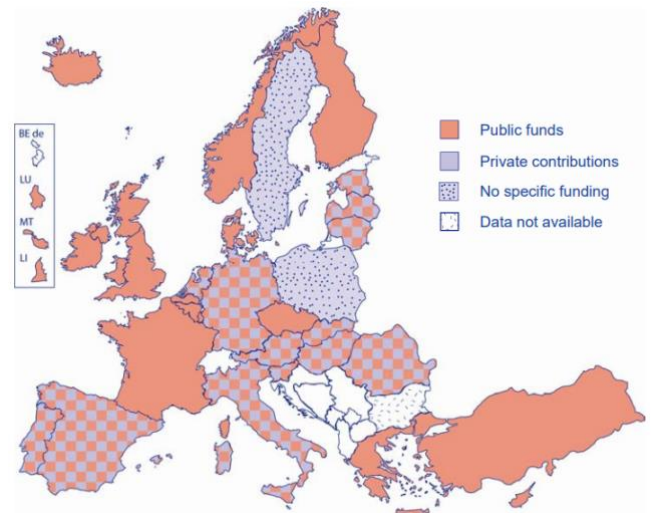 BE de
LU
MT
LI
Public funds
Private contributions
No specific funding
Data not available